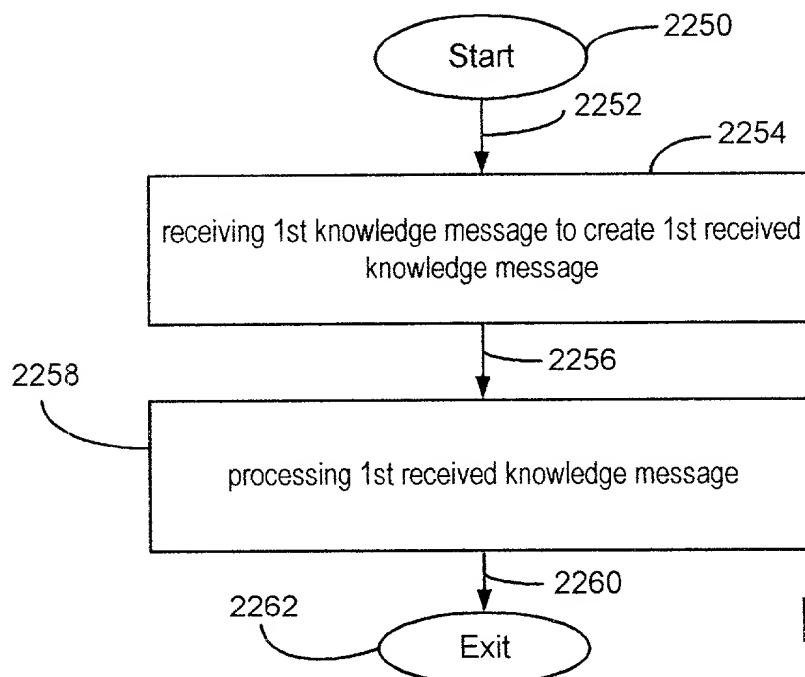 2250
Start
2252
2254
receiving 1st knowledge message to create 1st received
knowledge message
2256
2258
processing 1st received knowledge message
2260
2262
Exit